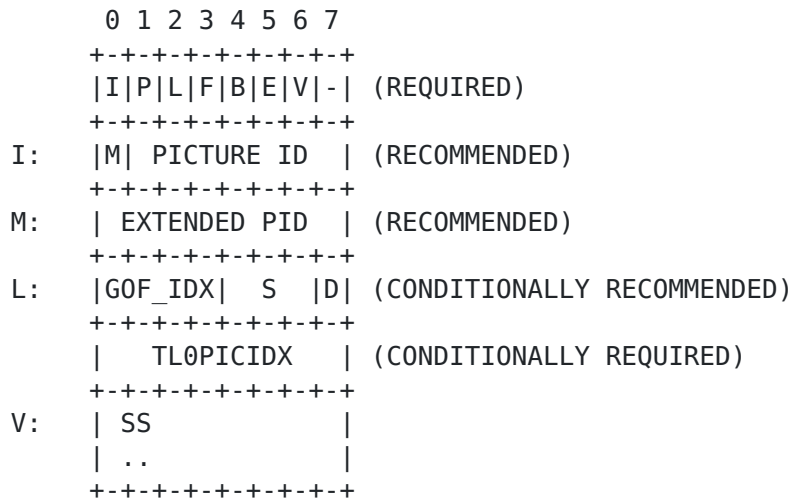 0 1 2 3 4 5 6 7
     +-+-+-+-+-+-+-+-+
     |I|P|L|F|B|E|V|-| (REQUIRED)
     +-+-+-+-+-+-+-+-+
I:   |M| PICTURE ID  | (RECOMMENDED)
     +-+-+-+-+-+-+-+-+
M:   | EXTENDED PID  | (RECOMMENDED)
     +-+-+-+-+-+-+-+-+
L:   |GOF_IDX|  S  |D| (CONDITIONALLY RECOMMENDED)
     +-+-+-+-+-+-+-+-+
     |   TL0PICIDX   | (CONDITIONALLY REQUIRED)
     +-+-+-+-+-+-+-+-+
V:   | SS            |
     | ..            |
     +-+-+-+-+-+-+-+-+